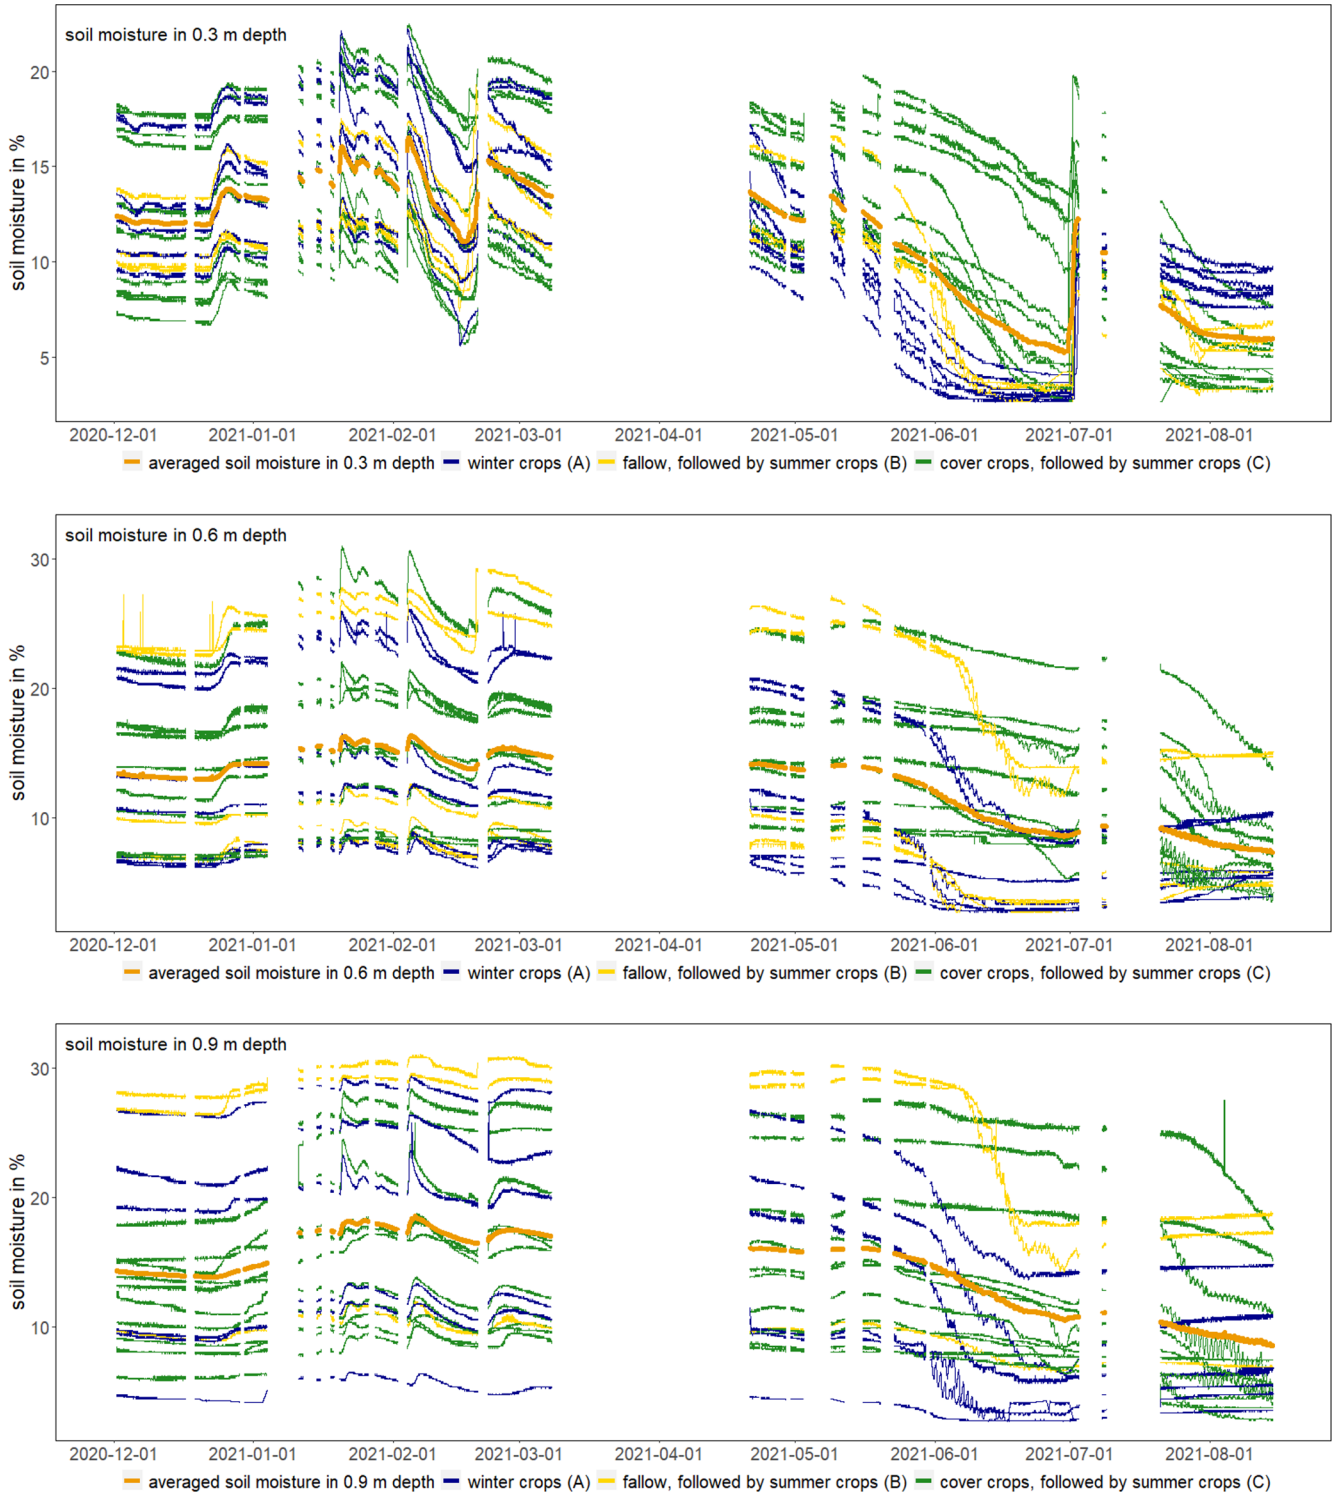 soil moisture in 0.3 m depth
20
15
10
5
soil moisture in %
2020-12-01 2021-01-01 2021-02-01 2021-03-01 2021-04-01 2021-05-01 2021-06-01 2021-07-01 2021-08-01
averaged soil moisture in 0.3 m depth winter crops (A) fallow, followed by summer crops (B) cover crops, followed by summer crops (C)
soil moisture in 0.6 m depth
30
20
10
soil moisture in %
2020-12-01 2021-01-01 2021-02-01 2021-03-01 2021-04-01 2021-05-01 2021-06-01 2021-07-01 2021-08-01
averaged soil moisture in 0.6 m depth winter crops (A) fallow, followed by summer crops (B) cover crops, followed by summer crops (C)
soil moisture in 0.9 m depth
30
20
10
soil moisture in %
2020-12-01 2021-01-01 2021-02-01 2021-03-01 2021-04-01 2021-05-01 2021-06-01 2021-07-01 2021-08-01
averaged soil moisture in 0.9 m depth winter crops (A) fallow, followed by summer crops (B) cover crops, followed by summer crops (C)